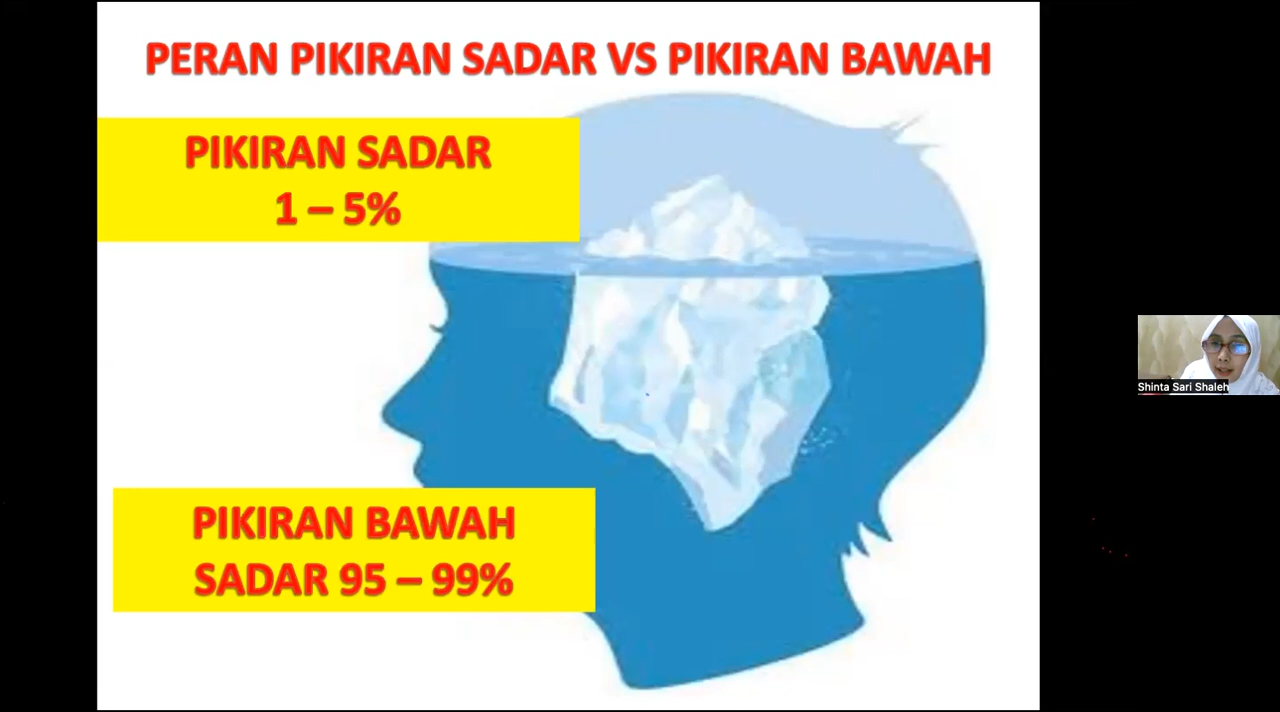 PERAN PIKIRAN SADAR VS PIKIRAN BAWAH
PIKIRAN SADAR
1 – 5%
PIKIRAN BAWAH
SADAR 95 – 99%
Shinta Sari Shaleh